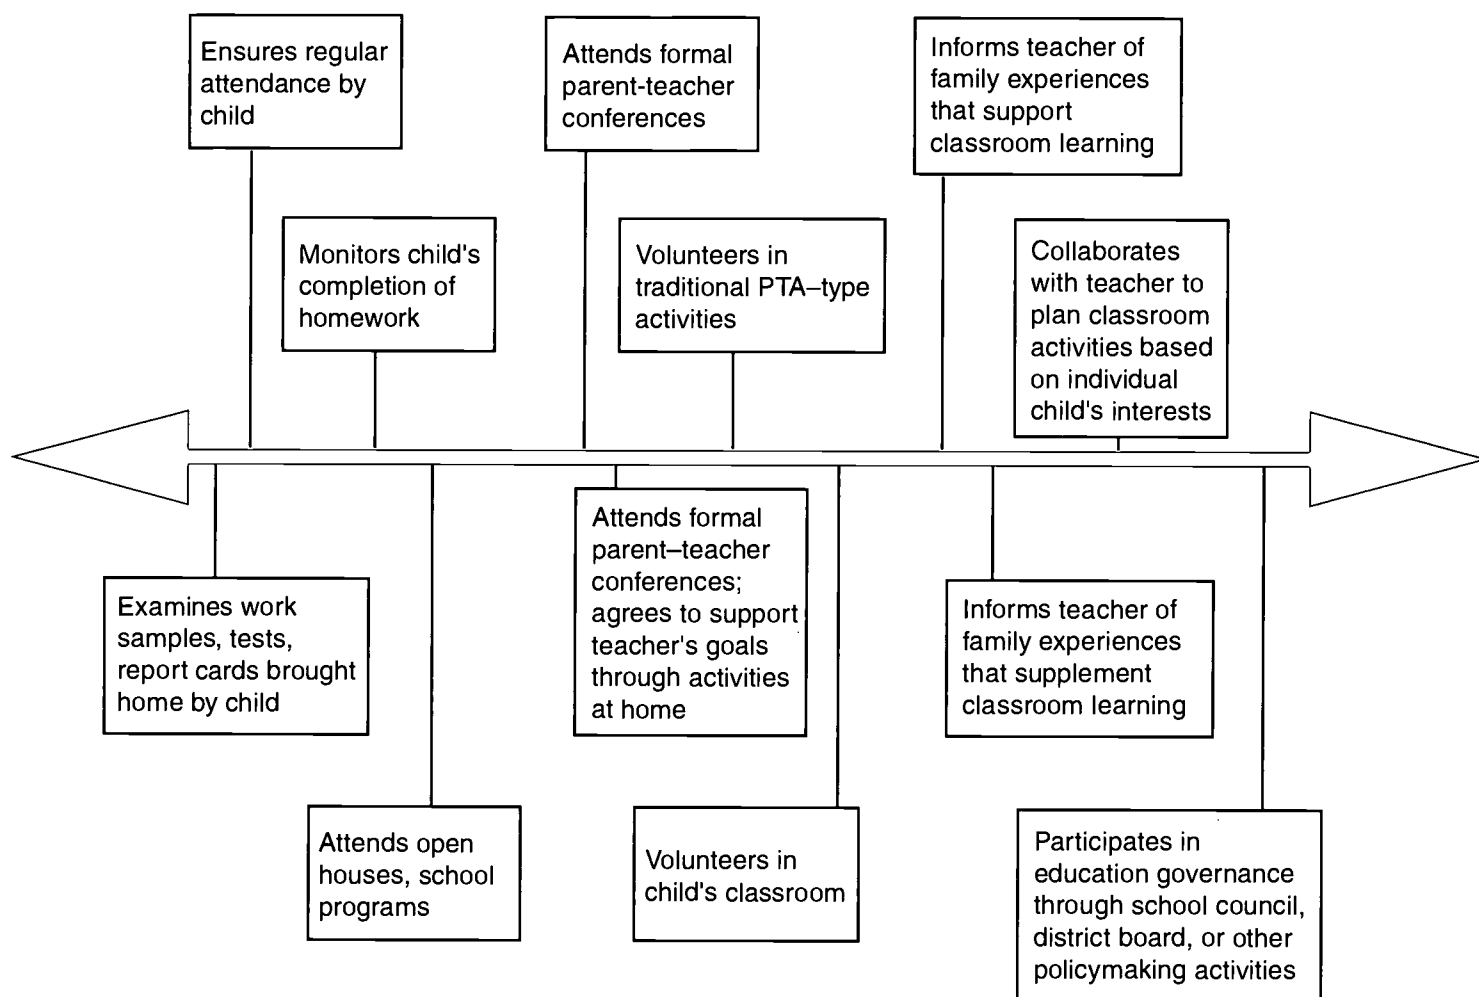 Ensures regular
attendance by
child
Attends formal
parent-teacher
conferences
Informs teacher of
family experiences
that support
classroom learning
Monitors child's
completion of
homework
Volunteers in
traditional PTA–type
activities
Collaborates
with teacher to
plan classroom
activities based
on individual
child's interests
Examines work
samples, tests,
report cards brought
home by child
Attends formal
parent–teacher
conferences;
agrees to support
teacher's goals
through activities
at home
Informs teacher of
family experiences
that supplement
classroom learning
Attends open
houses, school
programs
Volunteers in
child's classroom
Participates in
education governance
through school council,
district board, or other
policymaking activities